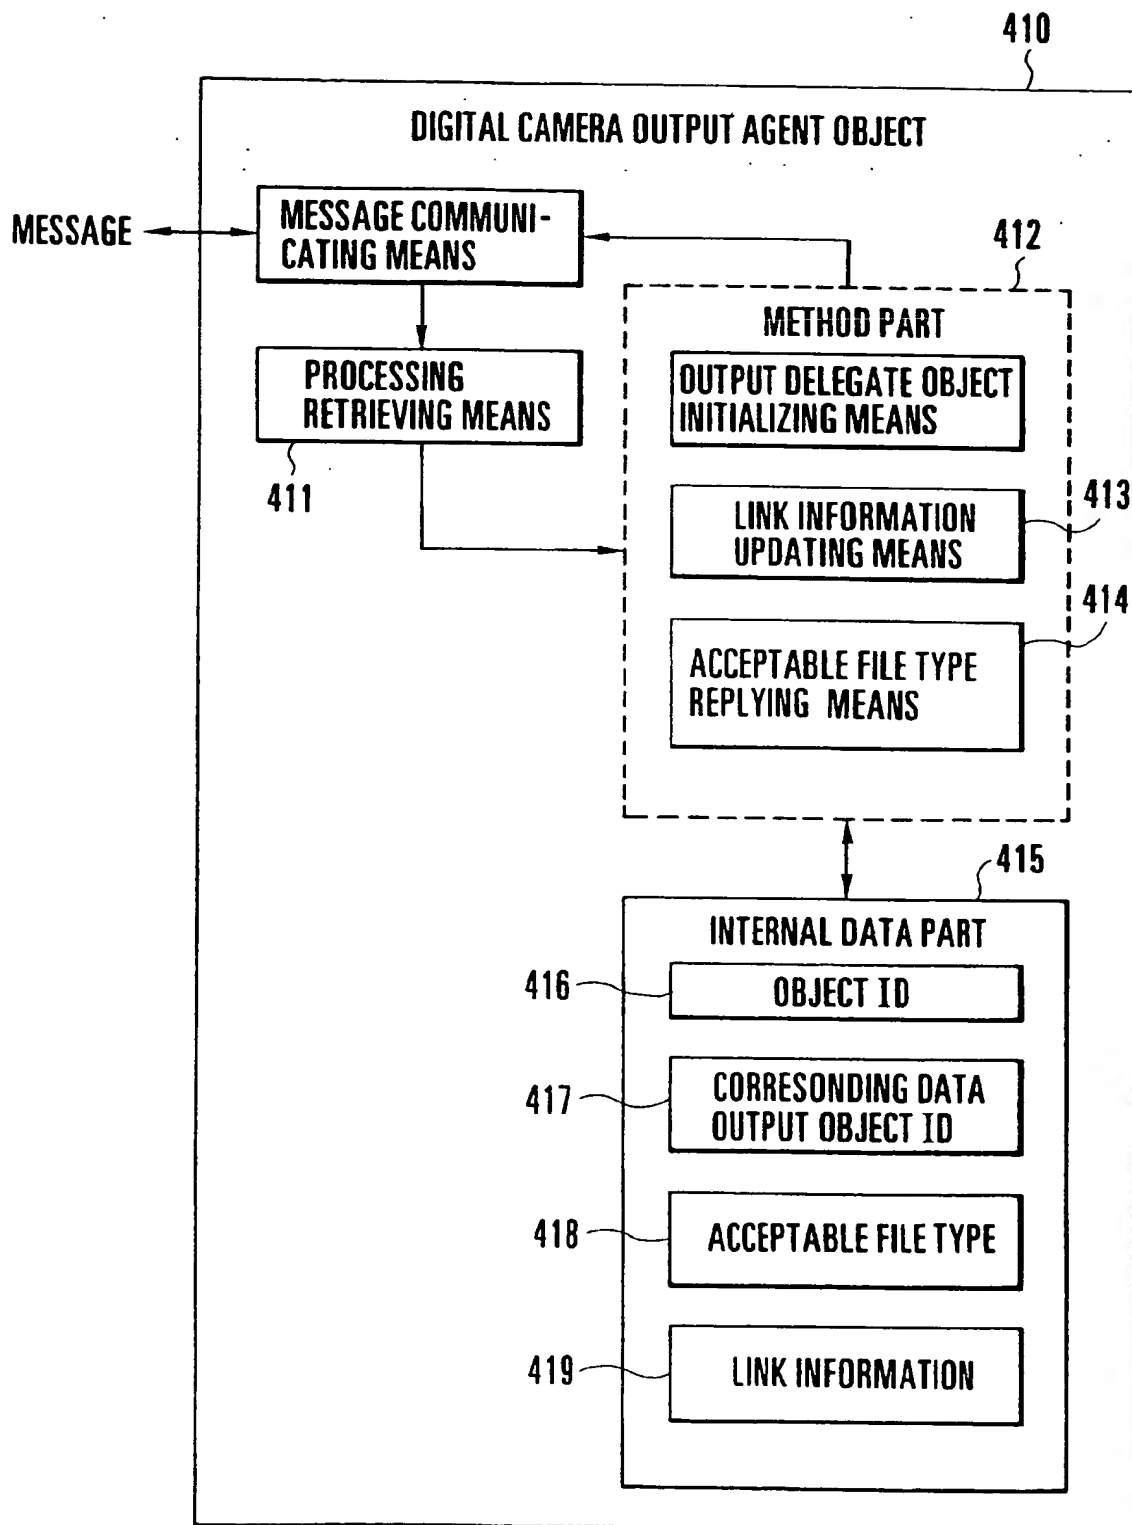 410
DIGITAL CAMERA OUTPUT AGENT OBJECT
MESSAGE
MESSAGE COMMUNI-
CATING MEANS
412
METHOD PART
PROCESSING
RETRIEVING MEANS
411
OUTPUT DELEGATE OBJECT
INITIALIZING MEANS
413
LINK INFORMATION
UPDATING MEANS
414
ACCEPTABLE FILE TYPE
REPLYING MEANS
415
INTERNAL DATA PART
416
OBJECT ID
417
CORRESONDING DATA
OUTPUT OBJECT ID
418
ACCEPTABLE FILE TYPE
419
LINK INFORMATION